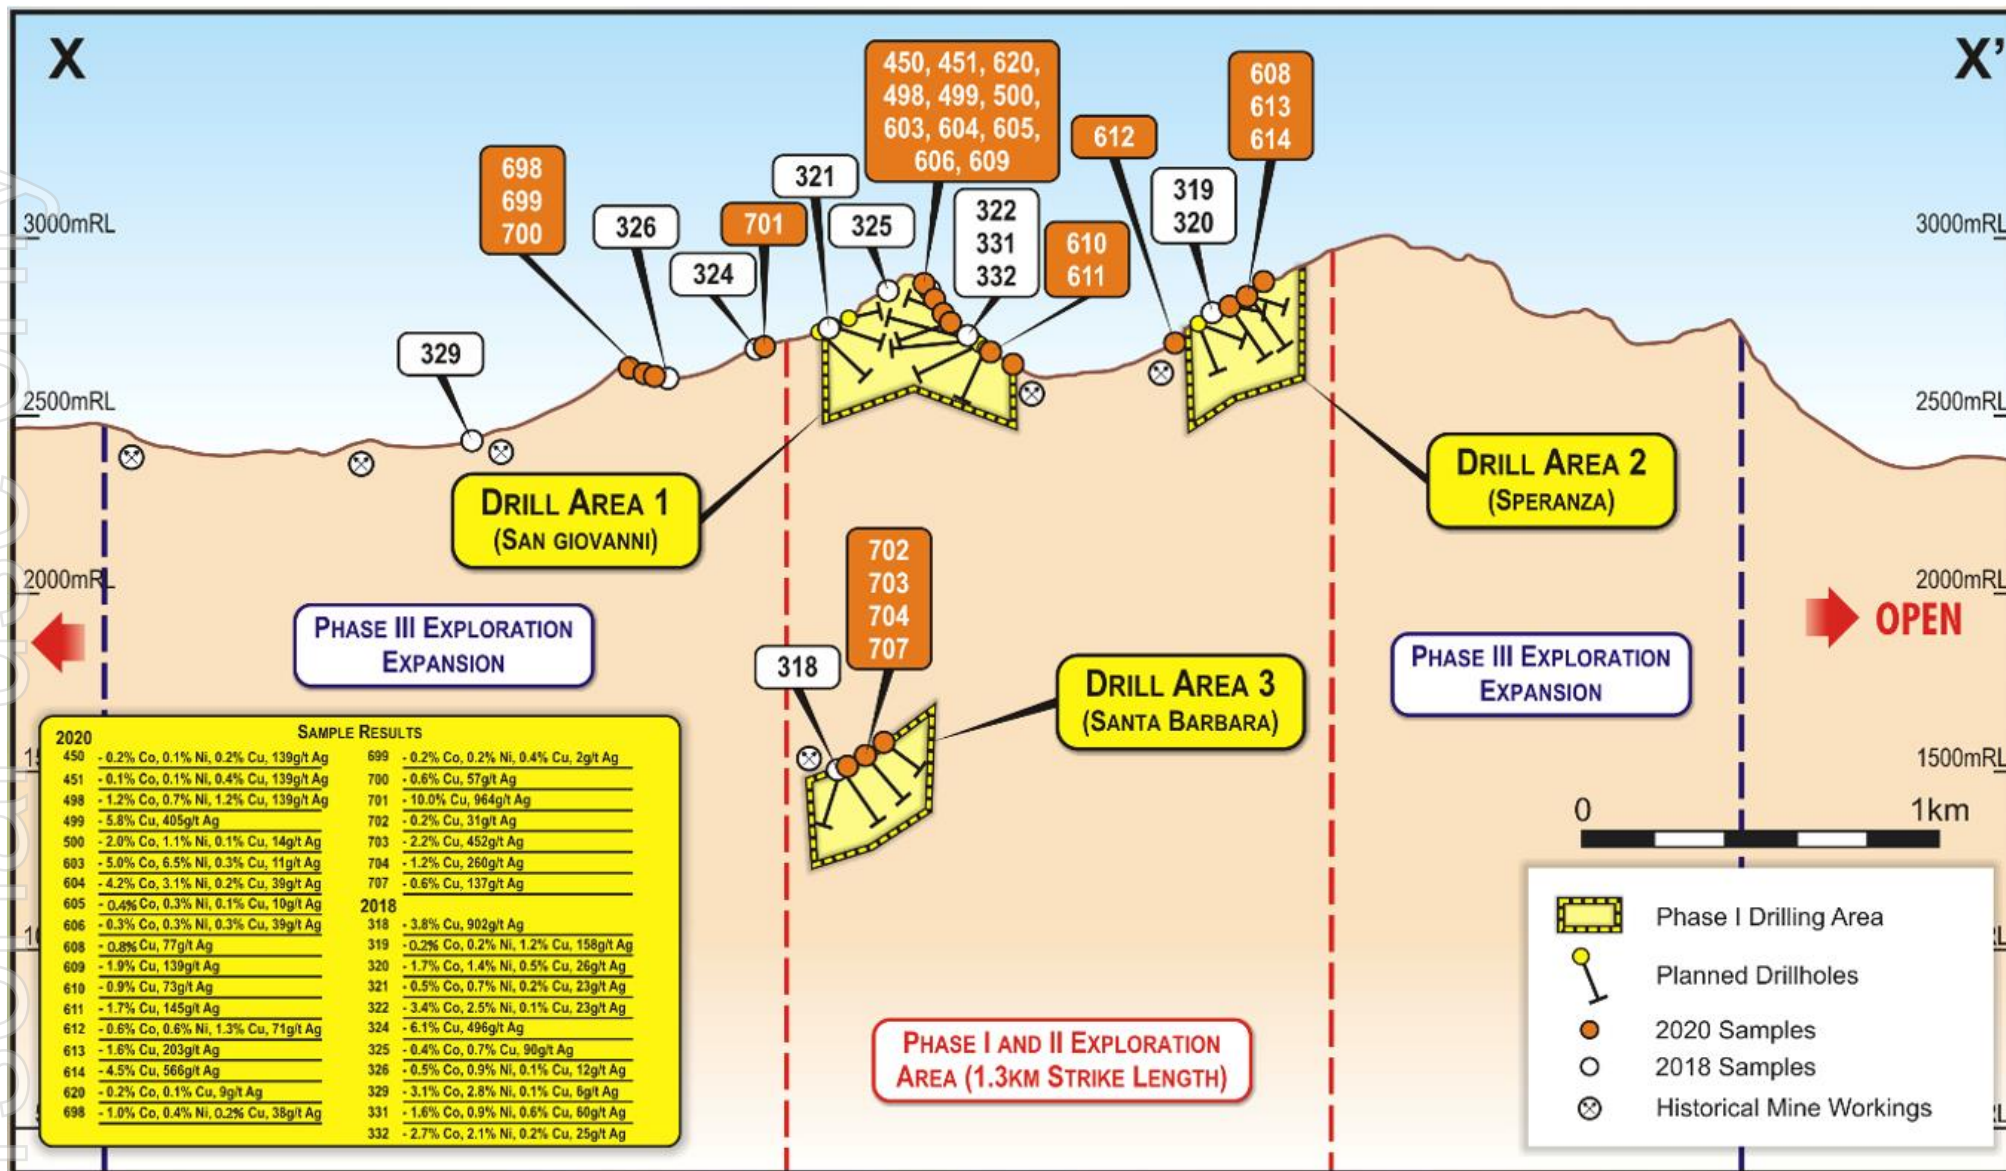 X
X'
450, 451, 620,
498, 499, 500,
603, 604, 605,
606, 609
608
613
614
612
698
699
700
321
319
320
326
701
325
322
331
332
610
611
324
329
3000mRL
3000mRL
2500mRL
2500mRL
2000mRL
2000mRL
1500mRL
DRILL AREA 1
(SAN GIOVANNI)
DRILL AREA 2
(SPERANZA)
702
703
704
707
318
DRILL AREA 3
(SANTA BARBARA)
PHASE III EXPLORATION
EXPANSION
PHASE III EXPLORATION
EXPANSION
OPEN
SAMPLE RESULTS
2020
450 - 0.2% Co, 0.1% Ni, 0.2% Cu, 139g/t Ag
451 - 0.1% Co, 0.1% Ni, 0.4% Cu, 139g/t Ag
498 - 1.2% Co, 0.7% Ni, 1.2% Cu, 139g/t Ag
499 - 5.8% Cu, 405g/t Ag
500 - 2.0% Co, 1.1% Ni, 0.1% Cu, 14g/t Ag
603 - 5.0% Co, 6.5% Ni, 0.3% Cu, 11g/t Ag
604 - 4.2% Co, 3.1% Ni, 0.2% Cu, 39g/t Ag
605 - 0.4% Co, 0.3% Ni, 0.1% Cu, 10g/t Ag
606 - 0.3% Co, 0.3% Ni, 0.3% Cu, 39g/t Ag
608 - 0.8% Cu, 77g/t Ag
609 - 1.9% Cu, 139g/t Ag
610 - 0.9% Cu, 73g/t Ag
611 - 1.7% Cu, 145g/t Ag
612 - 0.6% Co, 0.6% Ni, 1.3% Cu, 71g/t Ag
613 - 1.6% Cu, 203g/t Ag
614 - 4.5% Cu, 566g/t Ag
620 - 0.2% Co, 0.1% Cu, 9g/t Ag
698 - 1.0% Co, 0.4% Ni, 0.2% Cu, 38g/t Ag
699 - 0.2% Co, 0.2% Ni, 0.4% Cu, 2g/t Ag
700 - 0.6% Cu, 57g/t Ag
701 - 10.0% Cu, 964g/t Ag
702 - 0.2% Cu, 31g/t Ag
703 - 2.2% Cu, 452g/t Ag
704 - 1.2% Cu, 260g/t Ag
707 - 0.6% Cu, 137g/t Ag
2018
318 - 3.8% Cu, 902g/t Ag
319 - 0.2% Co, 0.2% Ni, 1.2% Cu, 158g/t Ag
320 - 1.7% Co, 1.4% Ni, 0.5% Cu, 26g/t Ag
321 - 0.5% Co, 0.7% Ni, 0.2% Cu, 23g/t Ag
322 - 3.4% Co, 2.5% Ni, 0.1% Cu, 23g/t Ag
324 - 6.1% Cu, 496g/t Ag
325 - 0.4% Co, 0.7% Cu, 90g/t Ag
326 - 0.5% Co, 0.9% Ni, 0.1% Cu, 12g/t Ag
329 - 3.1% Co, 2.8% Ni, 0.1% Cu, 6g/t Ag
331 - 1.6% Co, 0.9% Ni, 0.6% Cu, 60g/t Ag
332 - 2.7% Co, 2.1% Ni, 0.2% Cu, 25g/t Ag
PHASE I AND II EXPLORATION
AREA (1.3KM STRIKE LENGTH)
0 1km
Phase I Drilling Area
Planned Drillholes
2020 Samples
2018 Samples
Historical Mine Workings